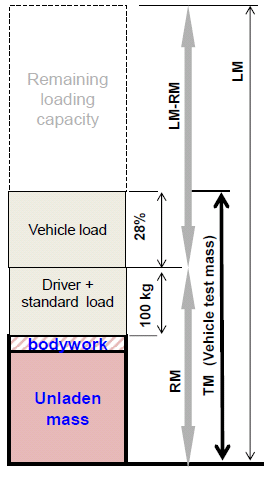 Remaining
loading
capacity
Vehicle load
Driver +
standard load
bodywork
Unladen
mass
28%
100 kg
LM-RM
RM
TM (Vehicle test mass)
LM